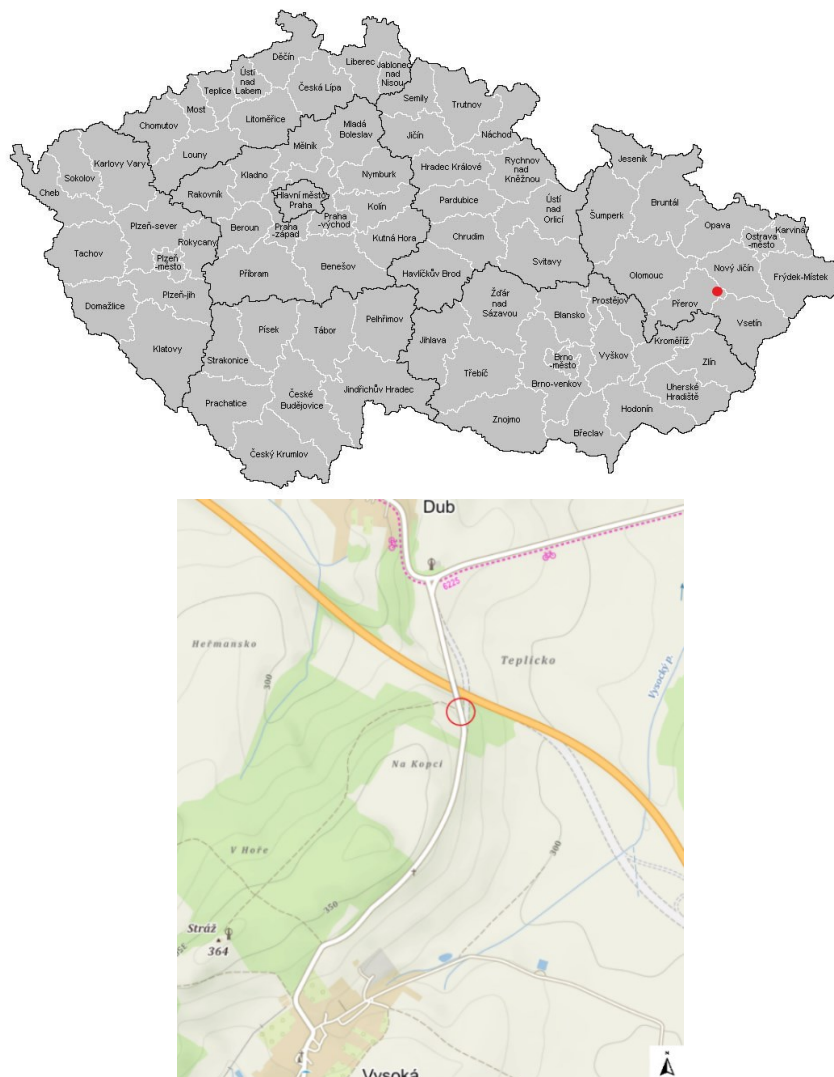 Děčín
Liberec
Jablonec
nad
Nisou
Ústí
nad
Labem
Teplice
Česká Lípa
Most
Semily
Trutnov
Chomutov
Litoměřice
Mladá
Boleslav
Jičín
Náchod
Louny
Mělník
Karlovy Vary
Sokolov
Cheb
Kladno
Rakovník
Nymburk
Hradec Králové
Rychnov
nad
Kněžnou
Jeseník
Hlavní město
Praha
Kolín
Pardubice
Ústí
nad
Orlicí
Šumperk
Bruntál
Opava
Karviná
Ostrava-
město
Plzeň-sever
Beroun
Praha
-západ
Praha
-východ
Rokycany
Kutná Hora
Chrudim
Tachov
Plzeň
-město
Příbram
Benešov
Havlíčkův Brod
Svitavy
Olomouc
Nový Jičín
Frýdek-Místek
Plzeň-jih
Domažlice
Žďár
nad
Sázavou
Prostějov
Přerov
Blansko
Vsetín
Klatovy
Písek
Tábor
Pelhřimov
Jihlava
Kroměříž
Strakonice
Třebíč
Brno
-město
Vyškov
Zlín
Brno-venkov
Prachatice
České
Budějovice
Jindřichův Hradec
Uherské
Hradiště
Hodonín
Znojmo
Břeclav
Český Krumlov
Dub
6225
Heřmansko
300
Teplicko
Vysocký p.
Na Kopci
V Hoře
300
350
Stráž
364
350
Vysoká
N